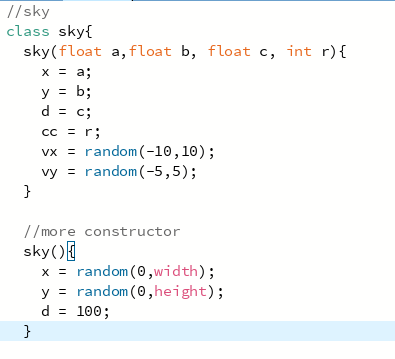 //sky
class sky{
  sky(float a,float b, float c, int r){
    x = a;
    y = b;
    d = c;
    cc = r;
    vx = random(-10,10);
    vy = random(-5,5);
  }

  //more constructor
  sky(){
    x = random(0,width);
    y = random(0,height);
    d = 100;
  }